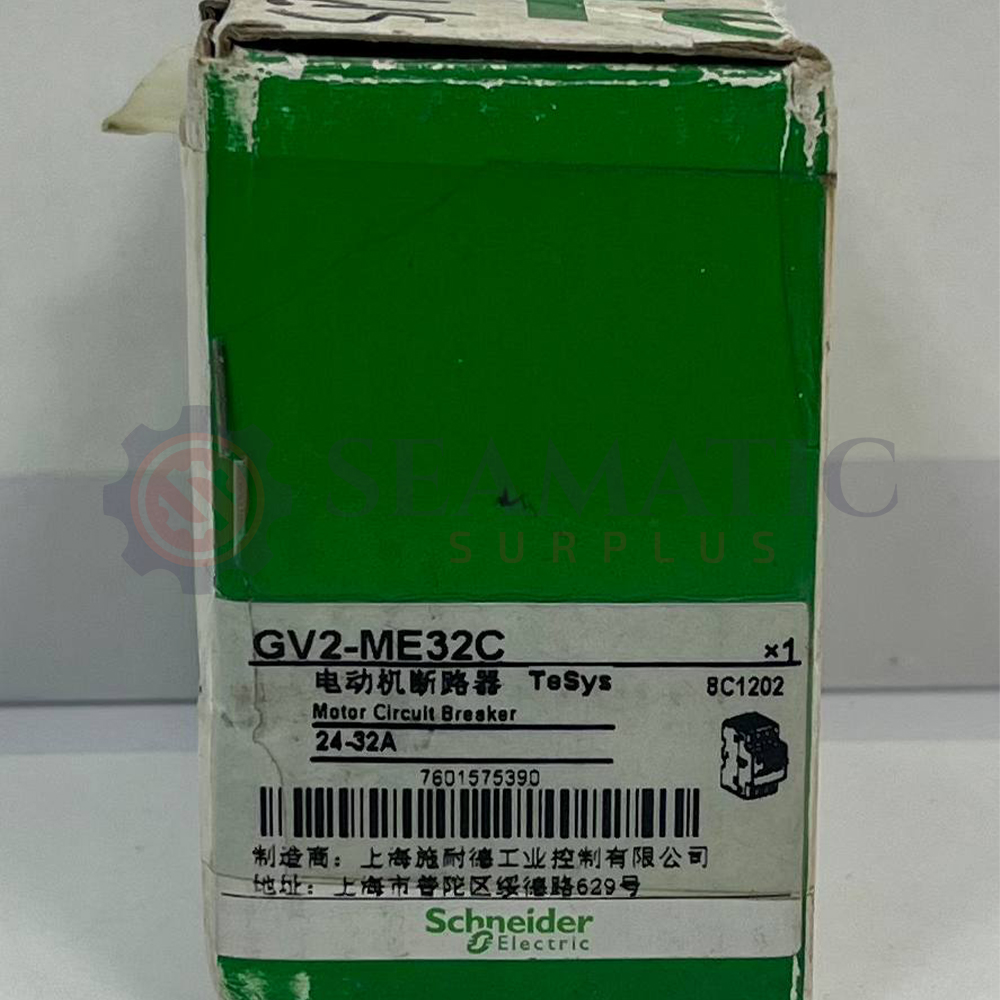 SEAMATIC
SURPLUS
GV2-ME32C ×1
电动机断路器 TeSys 8C1202
Motor Circuit Breaker
24-32A
7601575390
制造商：上海施耐德工业控制有限公司
地址：上海市普陀区绥德路629号
Schneider
Electric